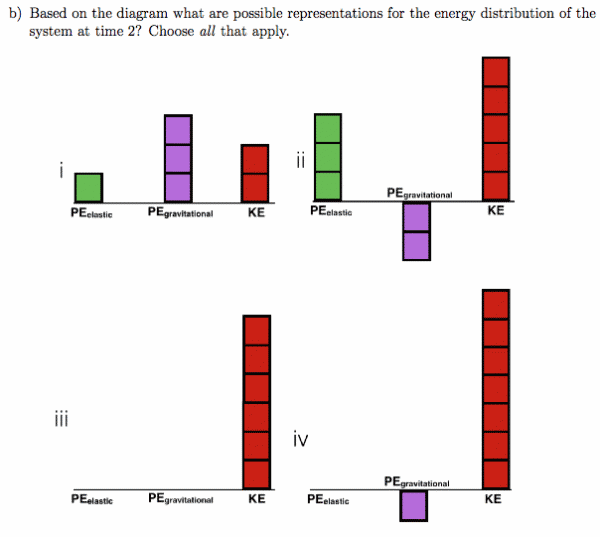 b) Based on the diagram what are possible representations for the energy distribution of the
system at time 2? Choose all that apply.
i
PEelastic PEgravitational KE
ii
PEelastic PEgravitational KE
iii
PEelastic PEgravitational KE
iv
PEelastic PEgravitational KE